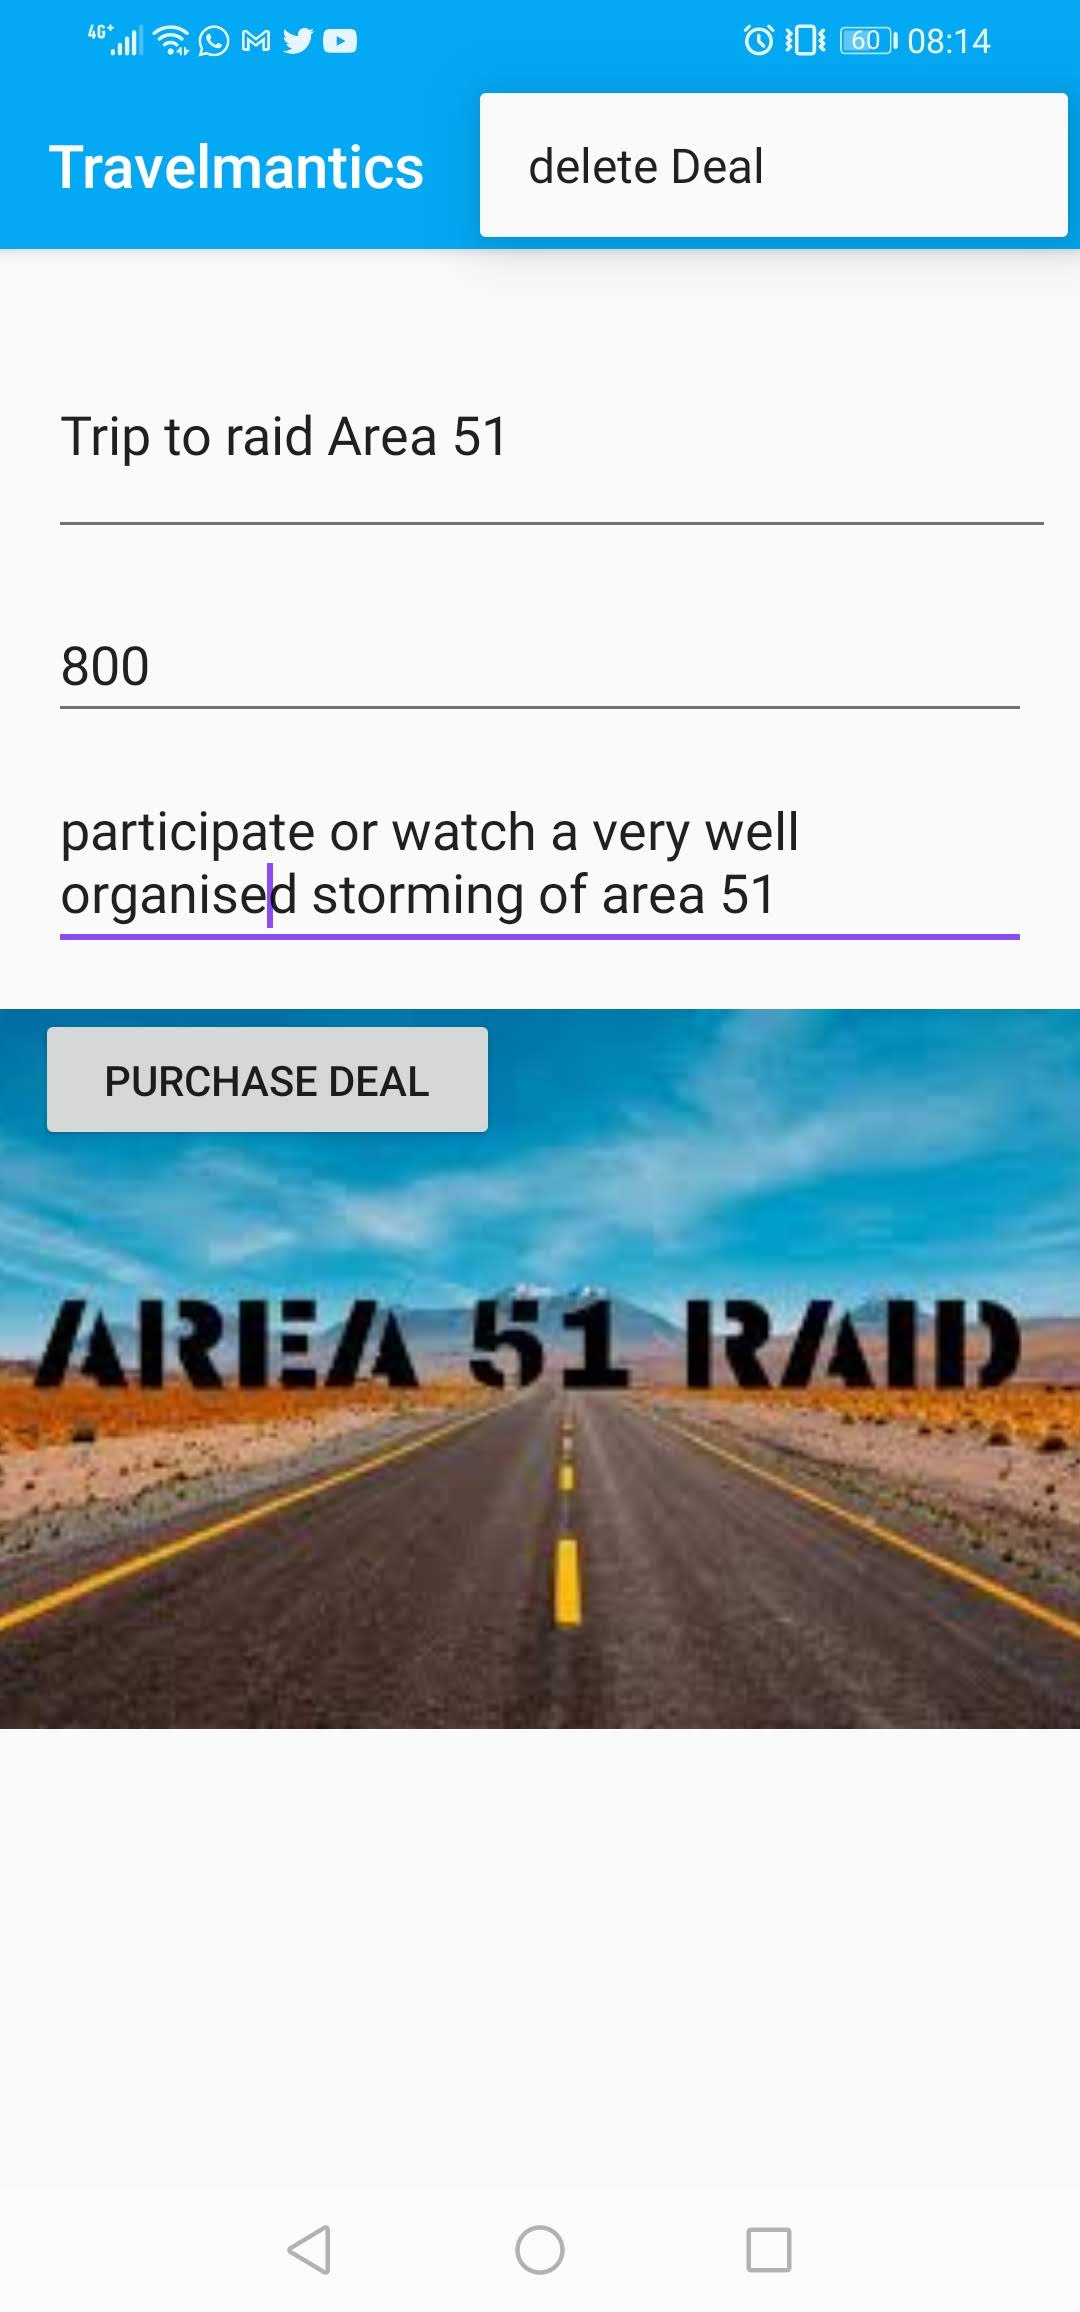 4G+
60
08:14
Travelmantics
delete Deal
Trip to raid Area 51
800
participate or watch a very well
organised storming of area 51
PURCHASE DEAL
AREA 51 RAID